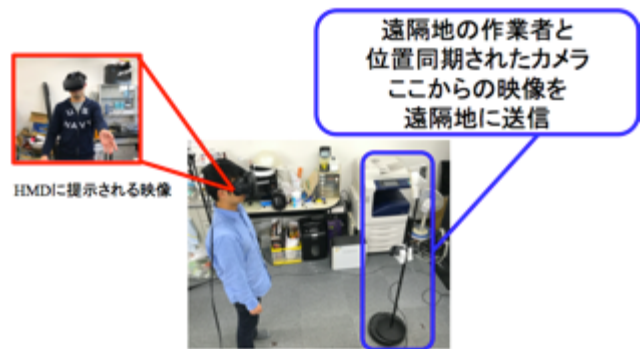 遠隔地の作業者と
位置同期されたカメラ
ここからの映像を
遠隔地に送信
HMDに提示される映像